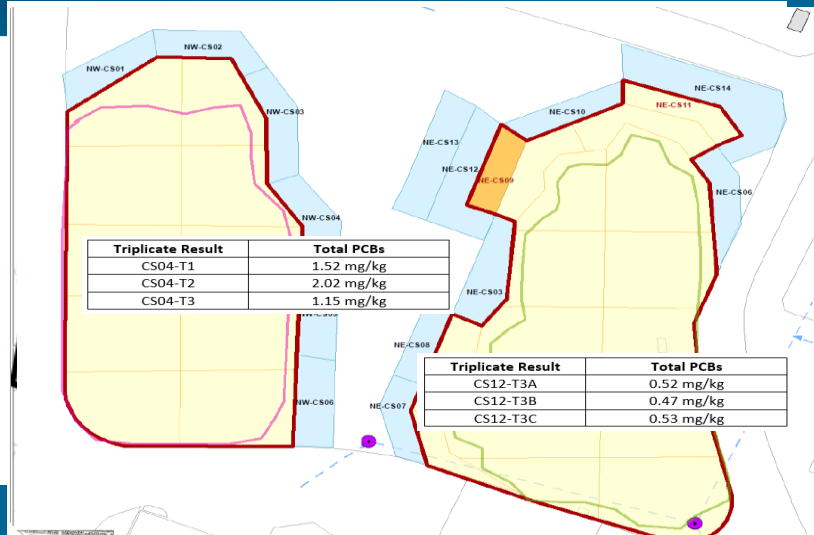 NW-CS02
NW-CS01
NW-CS03
NW-CS04
NW-CS06
NE-CS14
NE-CS11
NE-CS10
NE-CS13
NE-CS12
NE-CS09
NE-CS06
NE-CS03
NE-CS08
NE-CS07
Triplicate Result Total PCBs
CS04-T1 1.52 mg/kg
CS04-T2 2.02 mg/kg
CS04-T3 1.15 mg/kg
Triplicate Result Total PCBs
CS12-T3A 0.52 mg/kg
CS12-T3B 0.47 mg/kg
CS12-T3C 0.53 mg/kg